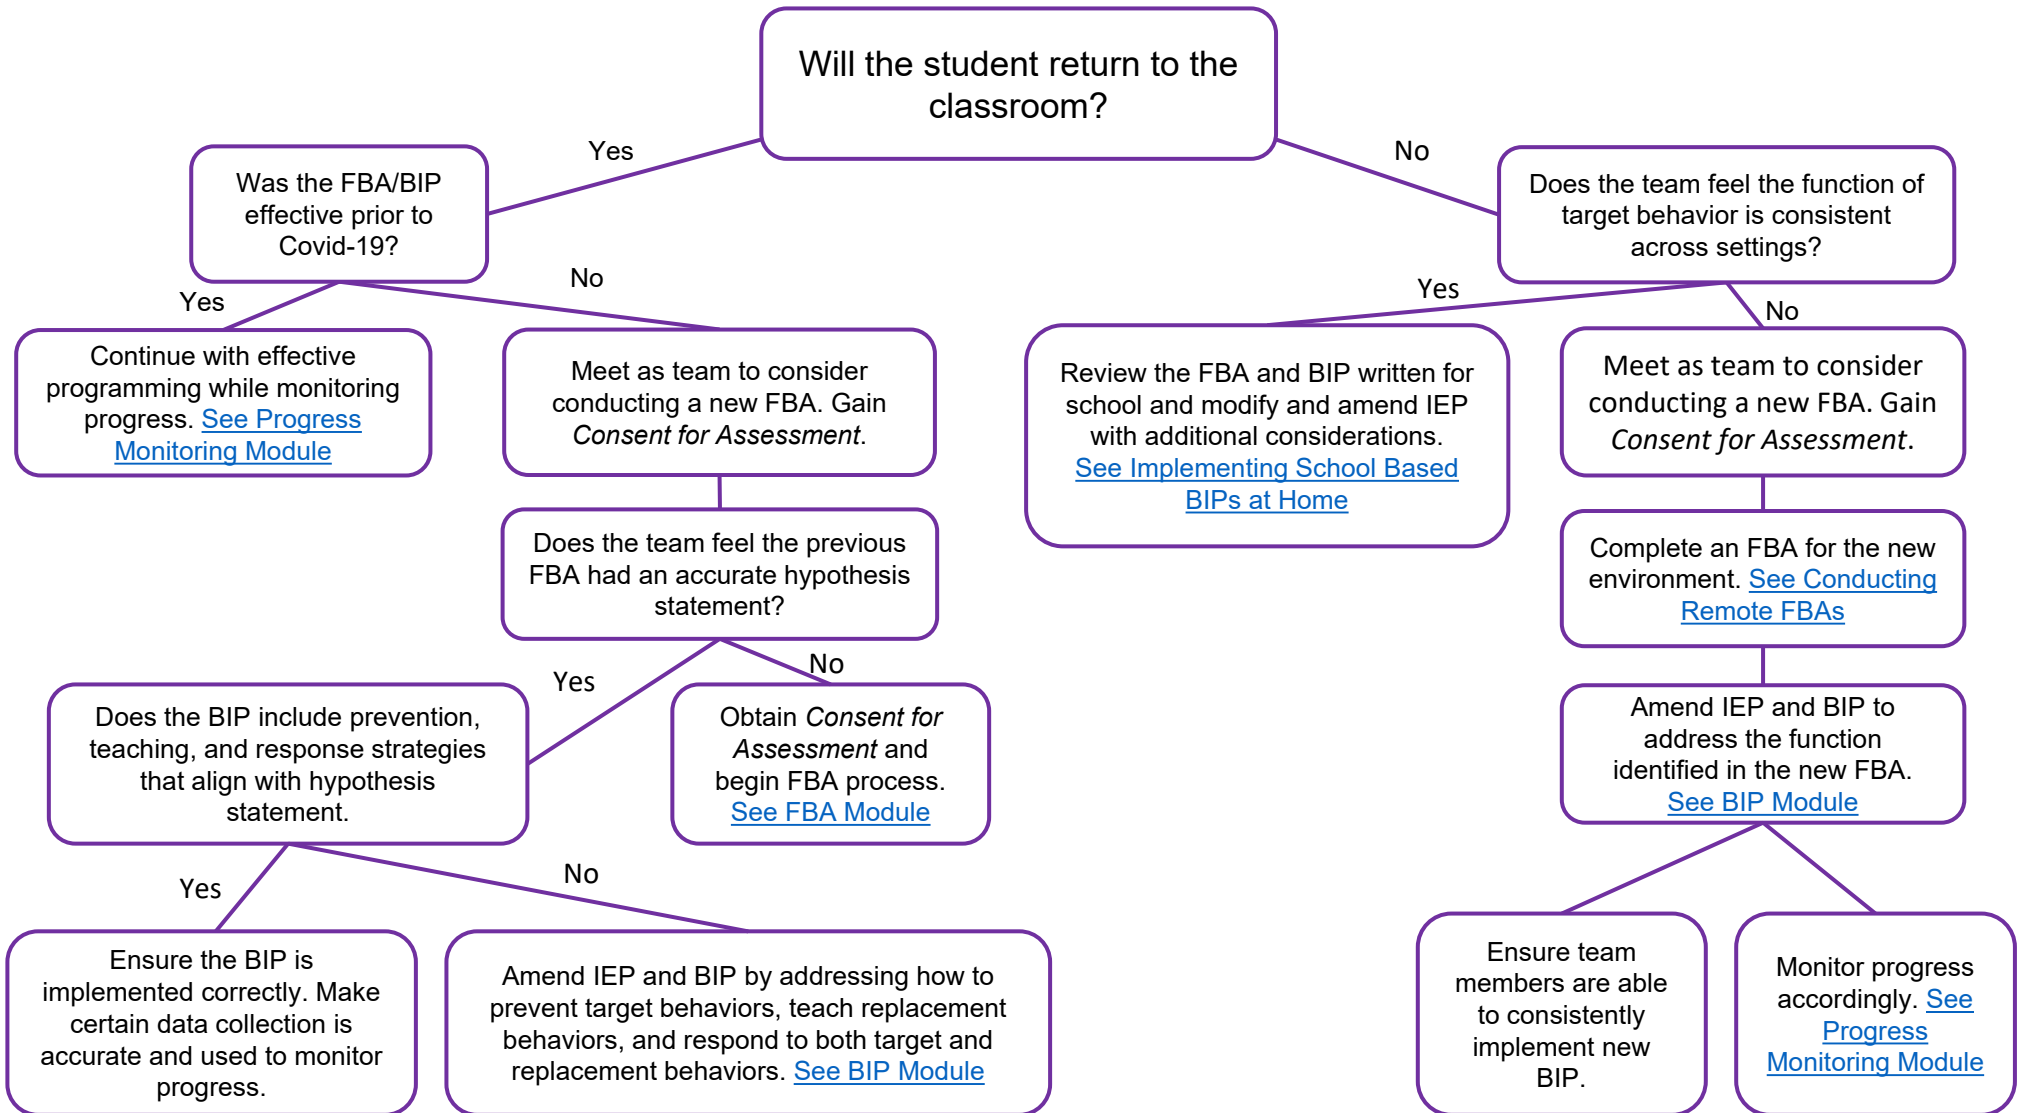 Will the student return to the
classroom?
Yes
No
Was the FBA/BIP
effective prior to
Covid-19?
Does the team feel the function of
target behavior is consistent
across settings?
Yes
No
Yes
No
Continue with effective
programming while monitoring
progress. See Progress
Monitoring Module
Meet as team to consider
conducting a new FBA. Gain
Consent for Assessment.
Review the FBA and BIP written for
school and modify and amend IEP
with additional considerations.
See Implementing School Based
BIPs at Home
Meet as team to consider
conducting a new FBA. Gain
Consent for Assessment.
Does the team feel the previous
FBA had an accurate hypothesis
statement?
Complete an FBA for the new
environment. See Conducting
Remote FBAs
Yes
No
Does the BIP include prevention,
teaching, and response strategies
that align with hypothesis
statement.
Obtain Consent for
Assessment and
begin FBA process.
See FBA Module
Amend IEP and BIP to
address the function
identified in the new FBA.
See BIP Module
Yes
No
Ensure the BIP is
implemented correctly. Make
certain data collection is
accurate and used to monitor
progress.
Amend IEP and BIP by addressing how to
prevent target behaviors, teach replacement
behaviors, and respond to both target and
replacement behaviors. See BIP Module
Ensure team
members are able
to consistently
implement new
BIP.
Monitor progress
accordingly. See
Progress
Monitoring Module